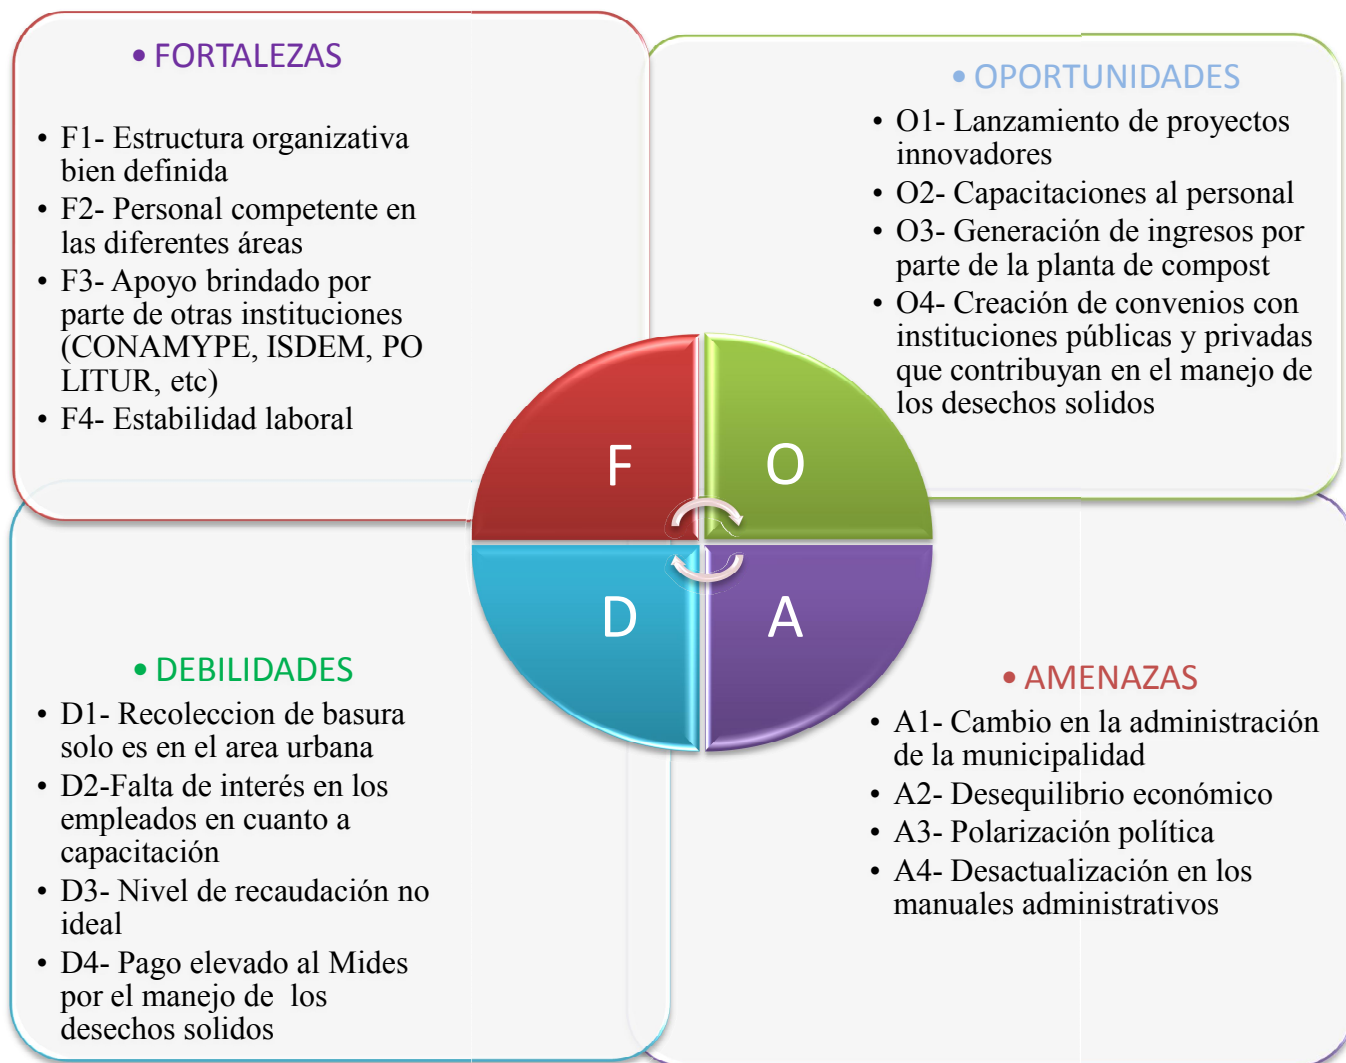 • FORTALEZAS
• F1- Estructura organizativa
bien definida
• F2- Personal competente en
las diferentes áreas
• F3- Apoyo brindado por
parte de otras instituciones
(CONAMYPE, ISDEM, PO
LITUR, etc)
• F4- Estabilidad laboral
• OPORTUNIDADES
• O1- Lanzamiento de proyectos
innovadores
• O2- Capacitaciones al personal
• O3- Generación de ingresos por
parte de la planta de compost
• O4- Creación de convenios con
instituciones públicas y privadas
que contribuyan en el manejo de
los desechos solidos
F
O
D
A
• DEBILIDADES
• D1- Recoleccion de basura
solo es en el area urbana
• D2-Falta de interés en los
empleados en cuanto a
capacitación
• D3- Nivel de recaudación no
ideal
• D4- Pago elevado al Mides
por el manejo de los
desechos solidos
• AMENAZAS
• A1- Cambio en la administración
de la municipalidad
• A2- Desequilibrio económico
• A3- Polarización política
• A4- Desactualización en los
manuales administrativos